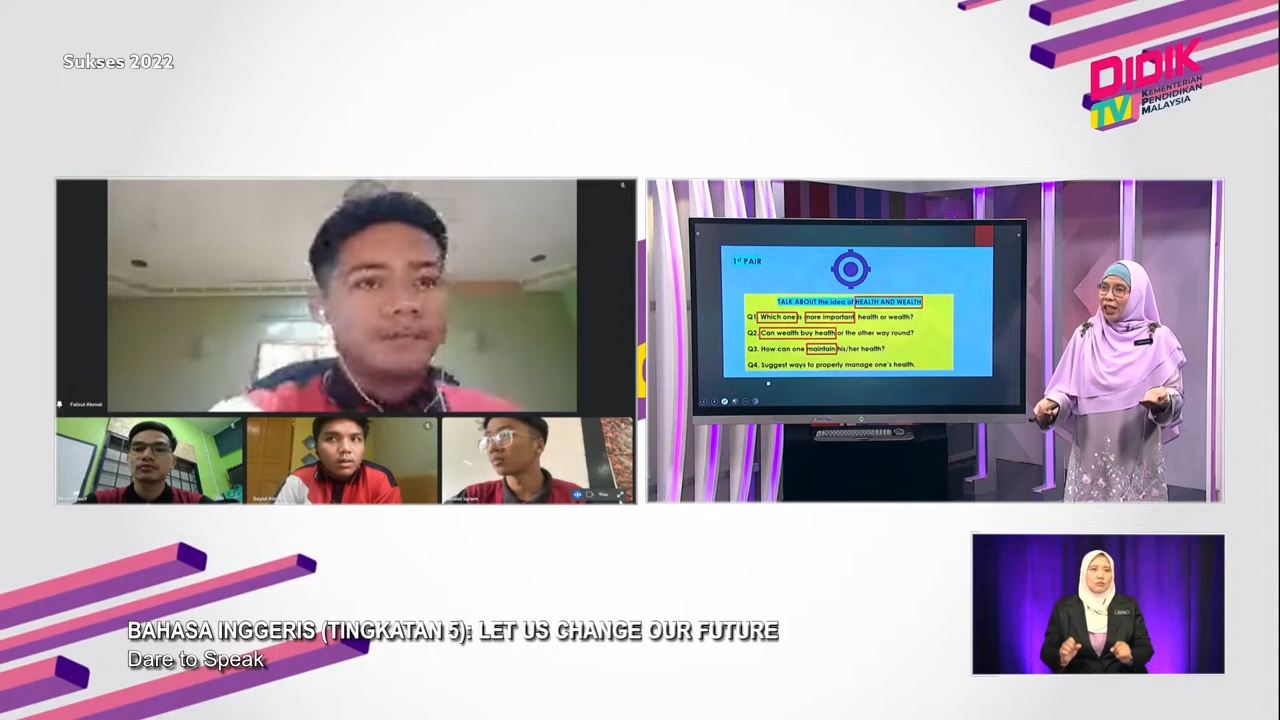 Sukses 2022
DIDIK
TV
KEMENTERIAN
PENDIDIKAN
MALAYSIA
1st PAIR
TALK ABOUT the idea of HEALTH AND WEALTH
Q1. Which one is more important, health or wealth?
Q2. Can wealth buy health or the other way round?
Q3. How can one maintain his/her health?
Q4. Suggest ways to properly manage one's health.
Faizul Akmal
You
BAHASA INGGERIS (TINGKATAN 5): LET US CHANGE OUR FUTURE
Dare to Speak